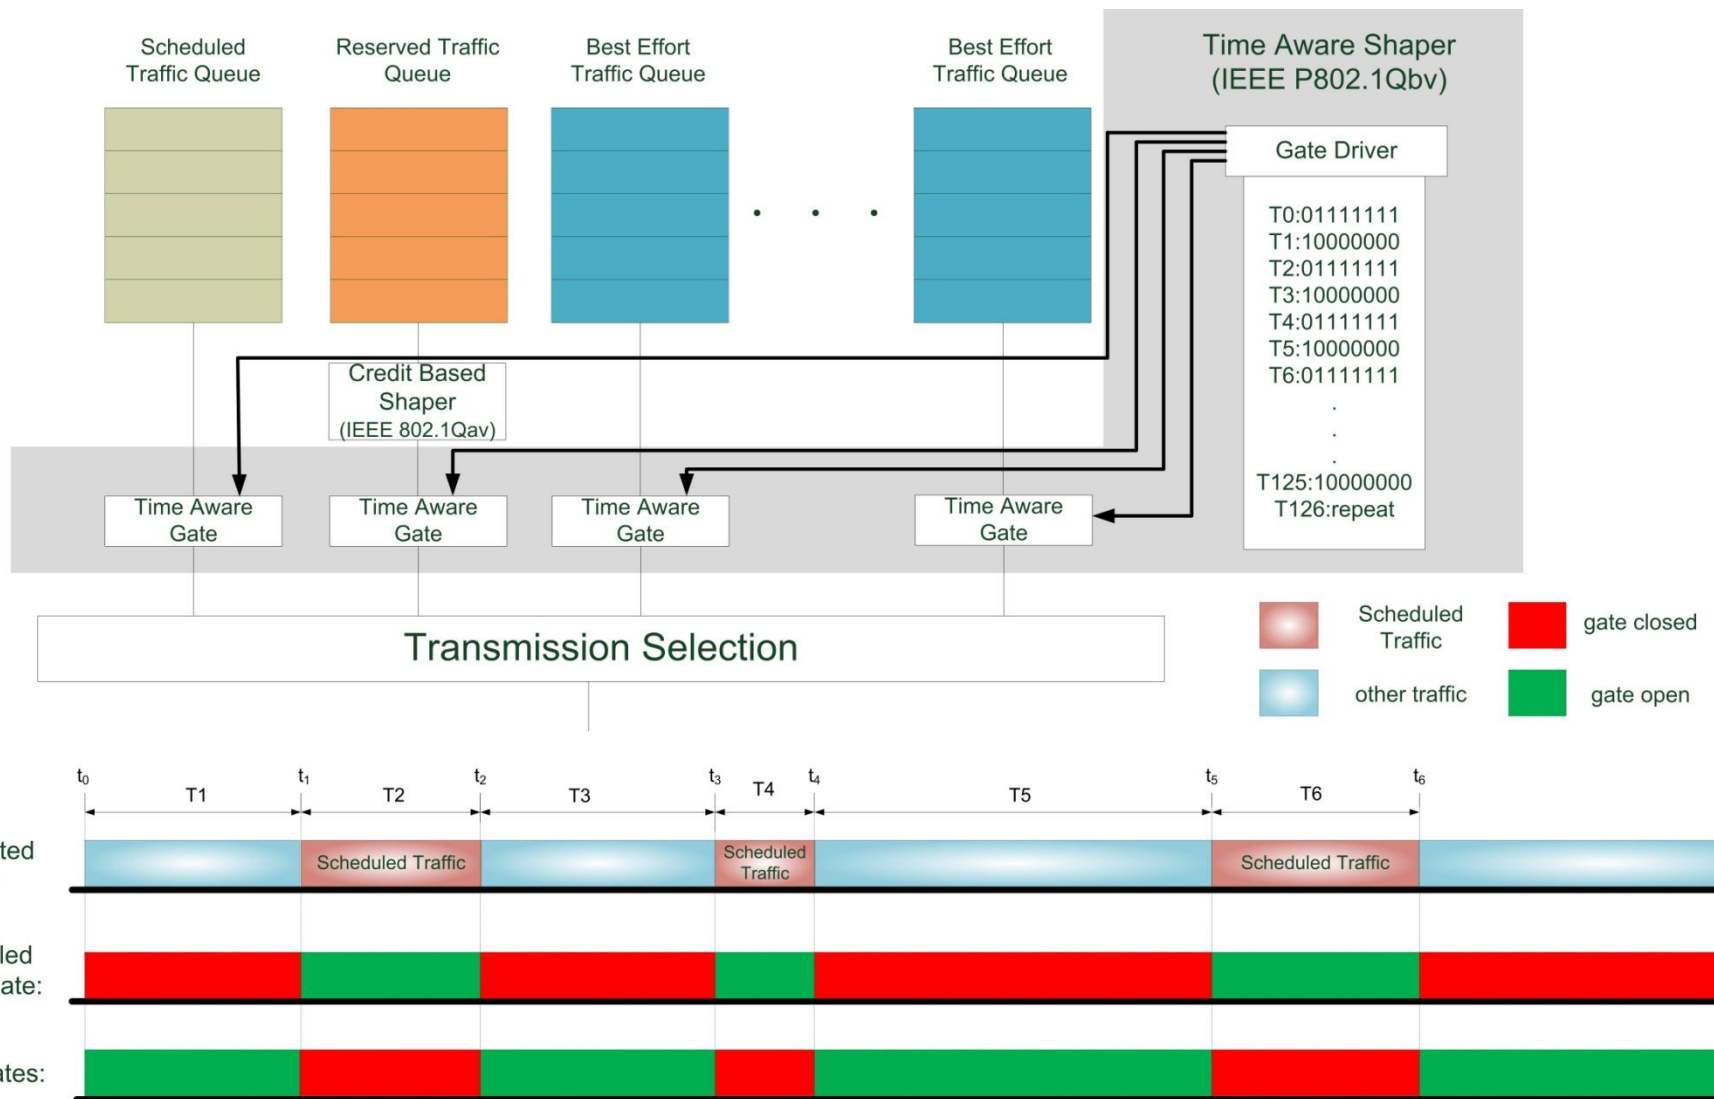 Scheduled
Traffic Queue
Reserved Traffic
Queue
Best Effort
Traffic Queue
Best Effort
Traffic Queue
Time Aware Shaper
(IEEE P802.1Qbv)
Gate Driver
T0:01111111
T1:10000000
T2:01111111
T3:10000000
T4:01111111
T5:10000000
T6:01111111
.
.
.
T125:10000000
T126:repeat
. . .
Credit Based
Shaper
(IEEE 802.1Qav)
Time Aware
Gate
Time Aware
Gate
Time Aware
Gate
Time Aware
Gate
Transmission Selection
Scheduled
Traffic
gate closed
other traffic
gate open
t0 t1 t2 t3 t4 t5 t6
T1 T2 T3 T4 T5 T6
ted
Scheduled Traffic
Scheduled
Traffic
Scheduled Traffic
led
ate:
ates: